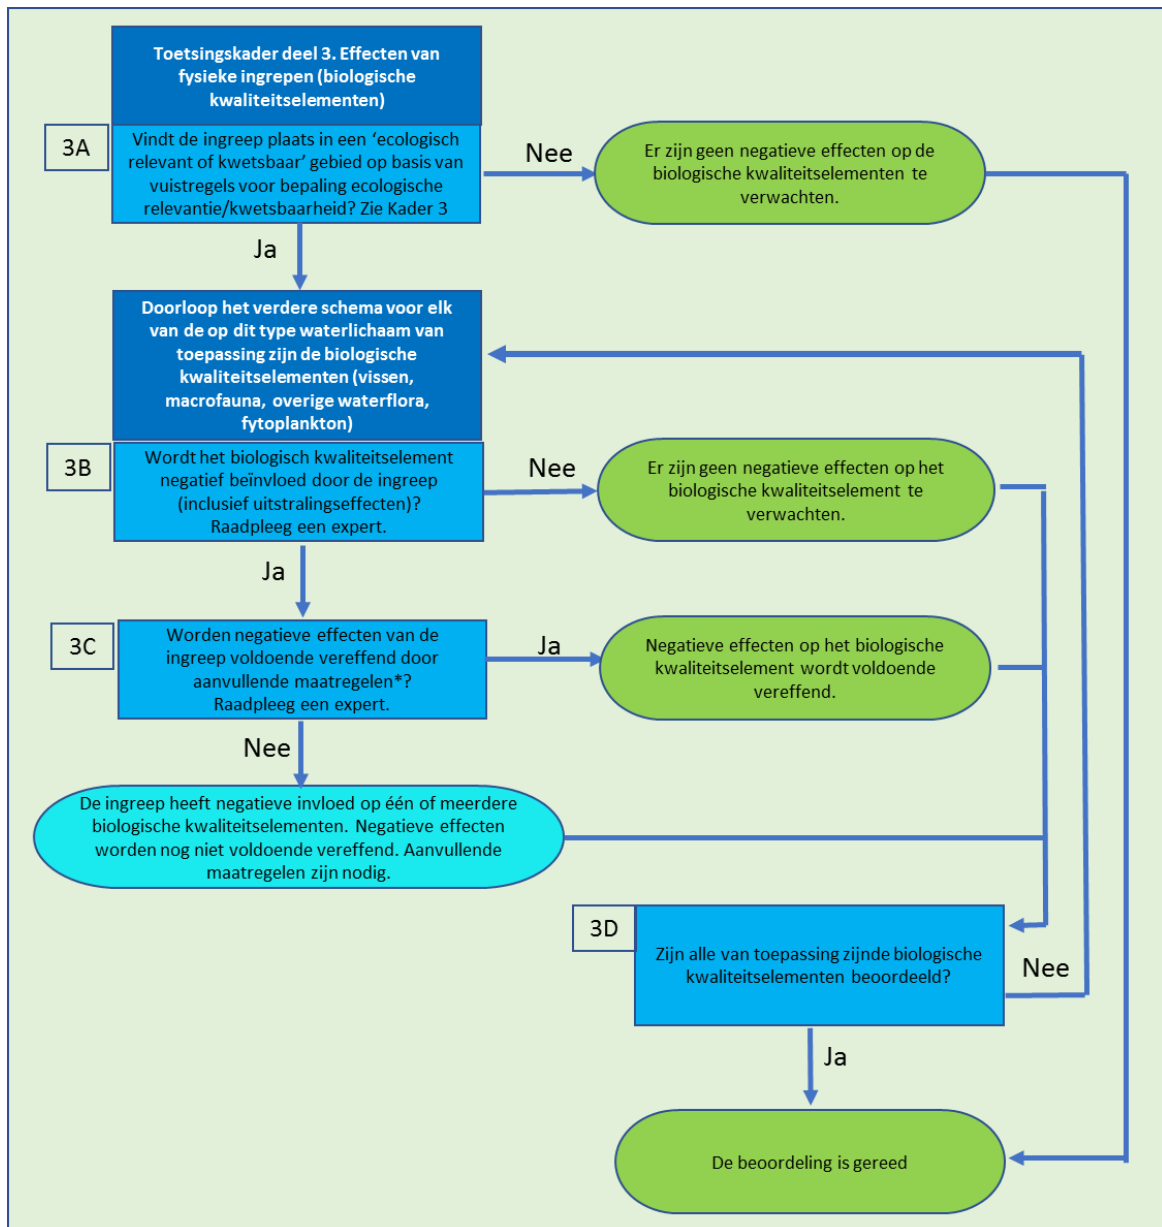 Toetsingskader deel 3. Effecten van
fysieke ingrepen (biologische
kwaliteitselementen)
3A
Vindt de ingreep plaats in een ‘ecologisch
relevant of kwetsbaar’ gebied op basis van
vuistregels voor bepaling ecologische
relevantie/kwetsbaarheid? Zie Kader 3
Nee
Er zijn geen negatieve effecten op de
biologische kwaliteitselementen te
verwachten.
Ja
Doorloop het verdere schema voor elk
van de op dit type waterlichaam van
toepassing zijn de biologische
kwaliteitselementen (vissen,
macrofauna, overige waterflora,
fytoplankton)
3B
Wordt het biologisch kwaliteitselement
negatief beïnvloed door de ingreep
(inclusief uitstralingseffecten)?
Raadpleeg een expert.
Nee
Er zijn geen negatieve effecten op het
biologische kwaliteitselement te
verwachten.
Ja
3C
Worden negatieve effecten van de
ingreep voldoende vereffend door
aanvullende maatregelen*?
Raadpleeg een expert.
Ja
Negatieve effecten op het biologische
kwaliteitselement wordt voldoende
vereffend.
Nee
De ingreep heeft negatieve invloed op één of meerdere
biologische kwaliteitselementen. Negatieve effecten
worden nog niet voldoende vereffend. Aanvullende
maatregelen zijn nodig.
3D
Zijn alle van toepassing zijnde biologische
kwaliteitselementen beoordeeld?
Nee
Ja
De beoordeling is gereed